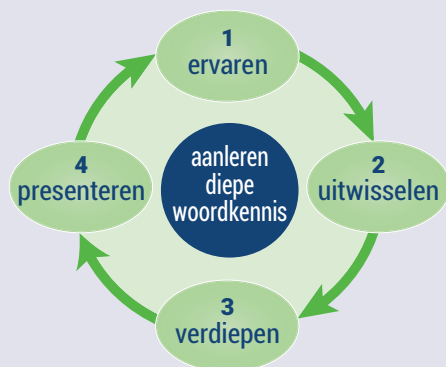 1
ervaren
2
uitwisselen
3
verdiepen
4
presenteren
aanleren
diepe
woordkennis